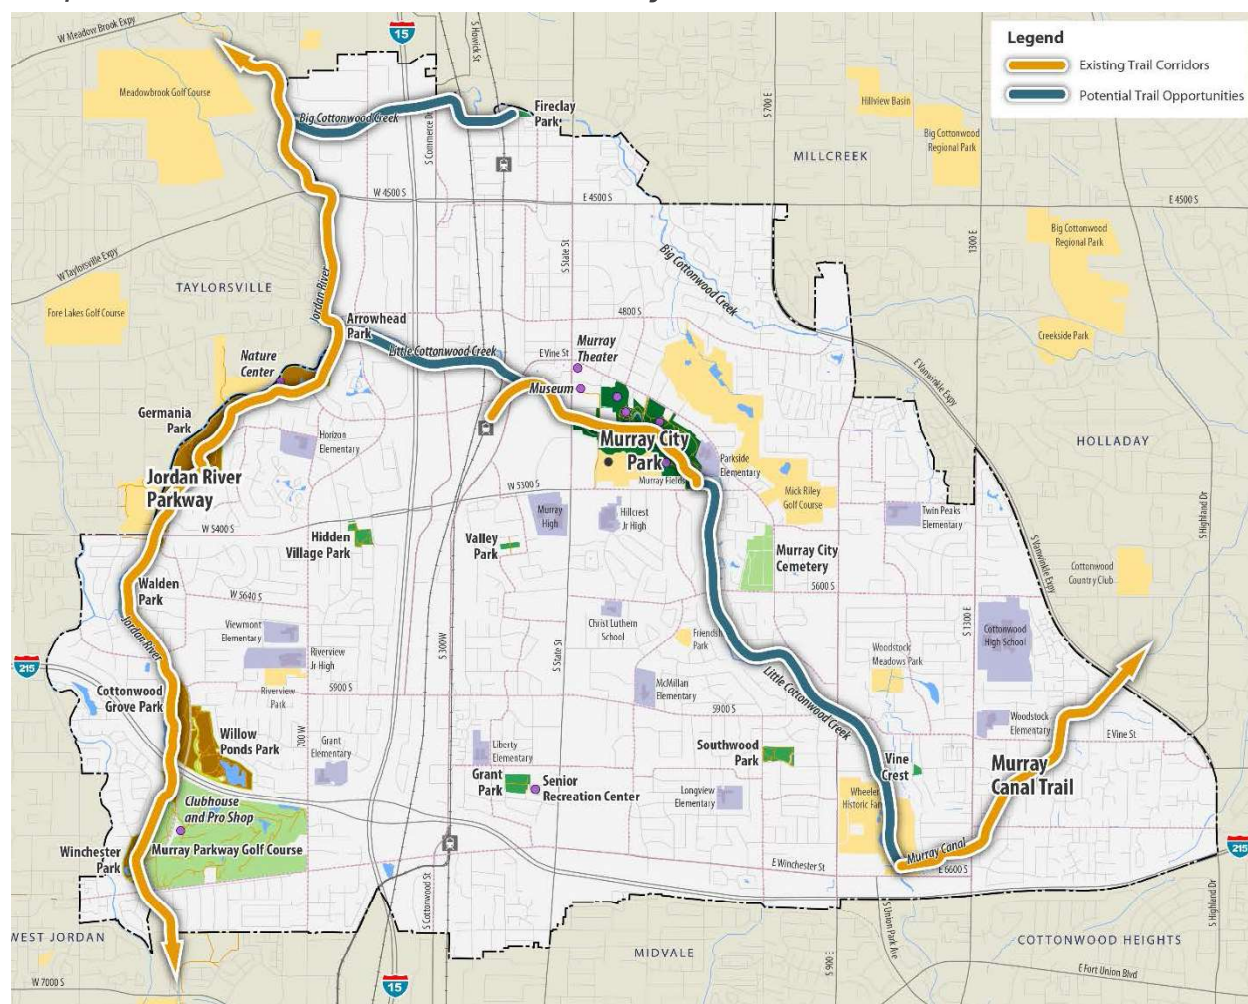 W Meadow Brook Expy
15
S Howick St
Legend
Existing Trail Corridors
Potential Trail Opportunities
Meadowbrook Golf Course
Big Cottonwood Creek
S Commerce Dr
Fireclay
Park
S 700 E
Hillview Basin
Big Cottonwood
Regional Park
MILLCREEK
W 4500 S
E 4500 S
E 4500 S
1300 E
Big Cottonwood
Regional Park
W Taylorsville Expy
TAYLORSVILLE
Jordan River
S State St
Big Cottonwood Creek
Fore Lakes Golf Course
Arrowhead
Park
4800 S
Creekside Park
Little Cottonwood Creek
E Vine St
Murray
Theater
Nature
Center
Museum
E Vanwinkle Expy
Germania
Park
Horizon
Elementary
Murray City
Park
Parkside
Elementary
HOLLADAY
Jordan River
Parkway
W 5300 S
Murray Fields
Mick Riley
Golf Course
S Highland Dr
W 5400 S
Hidden
Village Park
Valley
Park
Murray
High
Hillcrest
Jr High
Twin Peaks
Elementary
S Vanwinkle Expy
Murray City
Cemetery
5600 S
Cottonwood
Country Club
Walden
Park
W 5640 S
Jordan River
Viewmont
Elementary
Christ Luthern
School
Friendsh
Park
S 1300 E
Cottonwood
High School
S 300W
S State St
215
Riverview
Jr High
Riverview
Park
Woodstock
Meadows Park
Cottonwood
Grove Park
5900 S
McMillan
Elementary
5900 S
Little Cottonwood Creek
Woodstock
Elementary
E Vine St
Willow
Ponds Park
700 W
Grant
Elementary
Liberty
Elementary
Southwood
Park
Vine
Crest
Murray
Canal Trail
Grant
Park
Senior
Recreation Center
Longview
Elementary
Wheeler
Historic Farm
Clubhouse
and Pro Shop
Murray Parkway Golf Course
Winchester
Park
Murray Canal
E Winchester St
E 6600 S
215
S Cottonwood St
S Union Park Ave
S Highland Dr
WEST JORDAN
MIDVALE
S 900 E
COTTONWOOD HEIGHTS
W 7000 S
15
E Fort Union Blvd